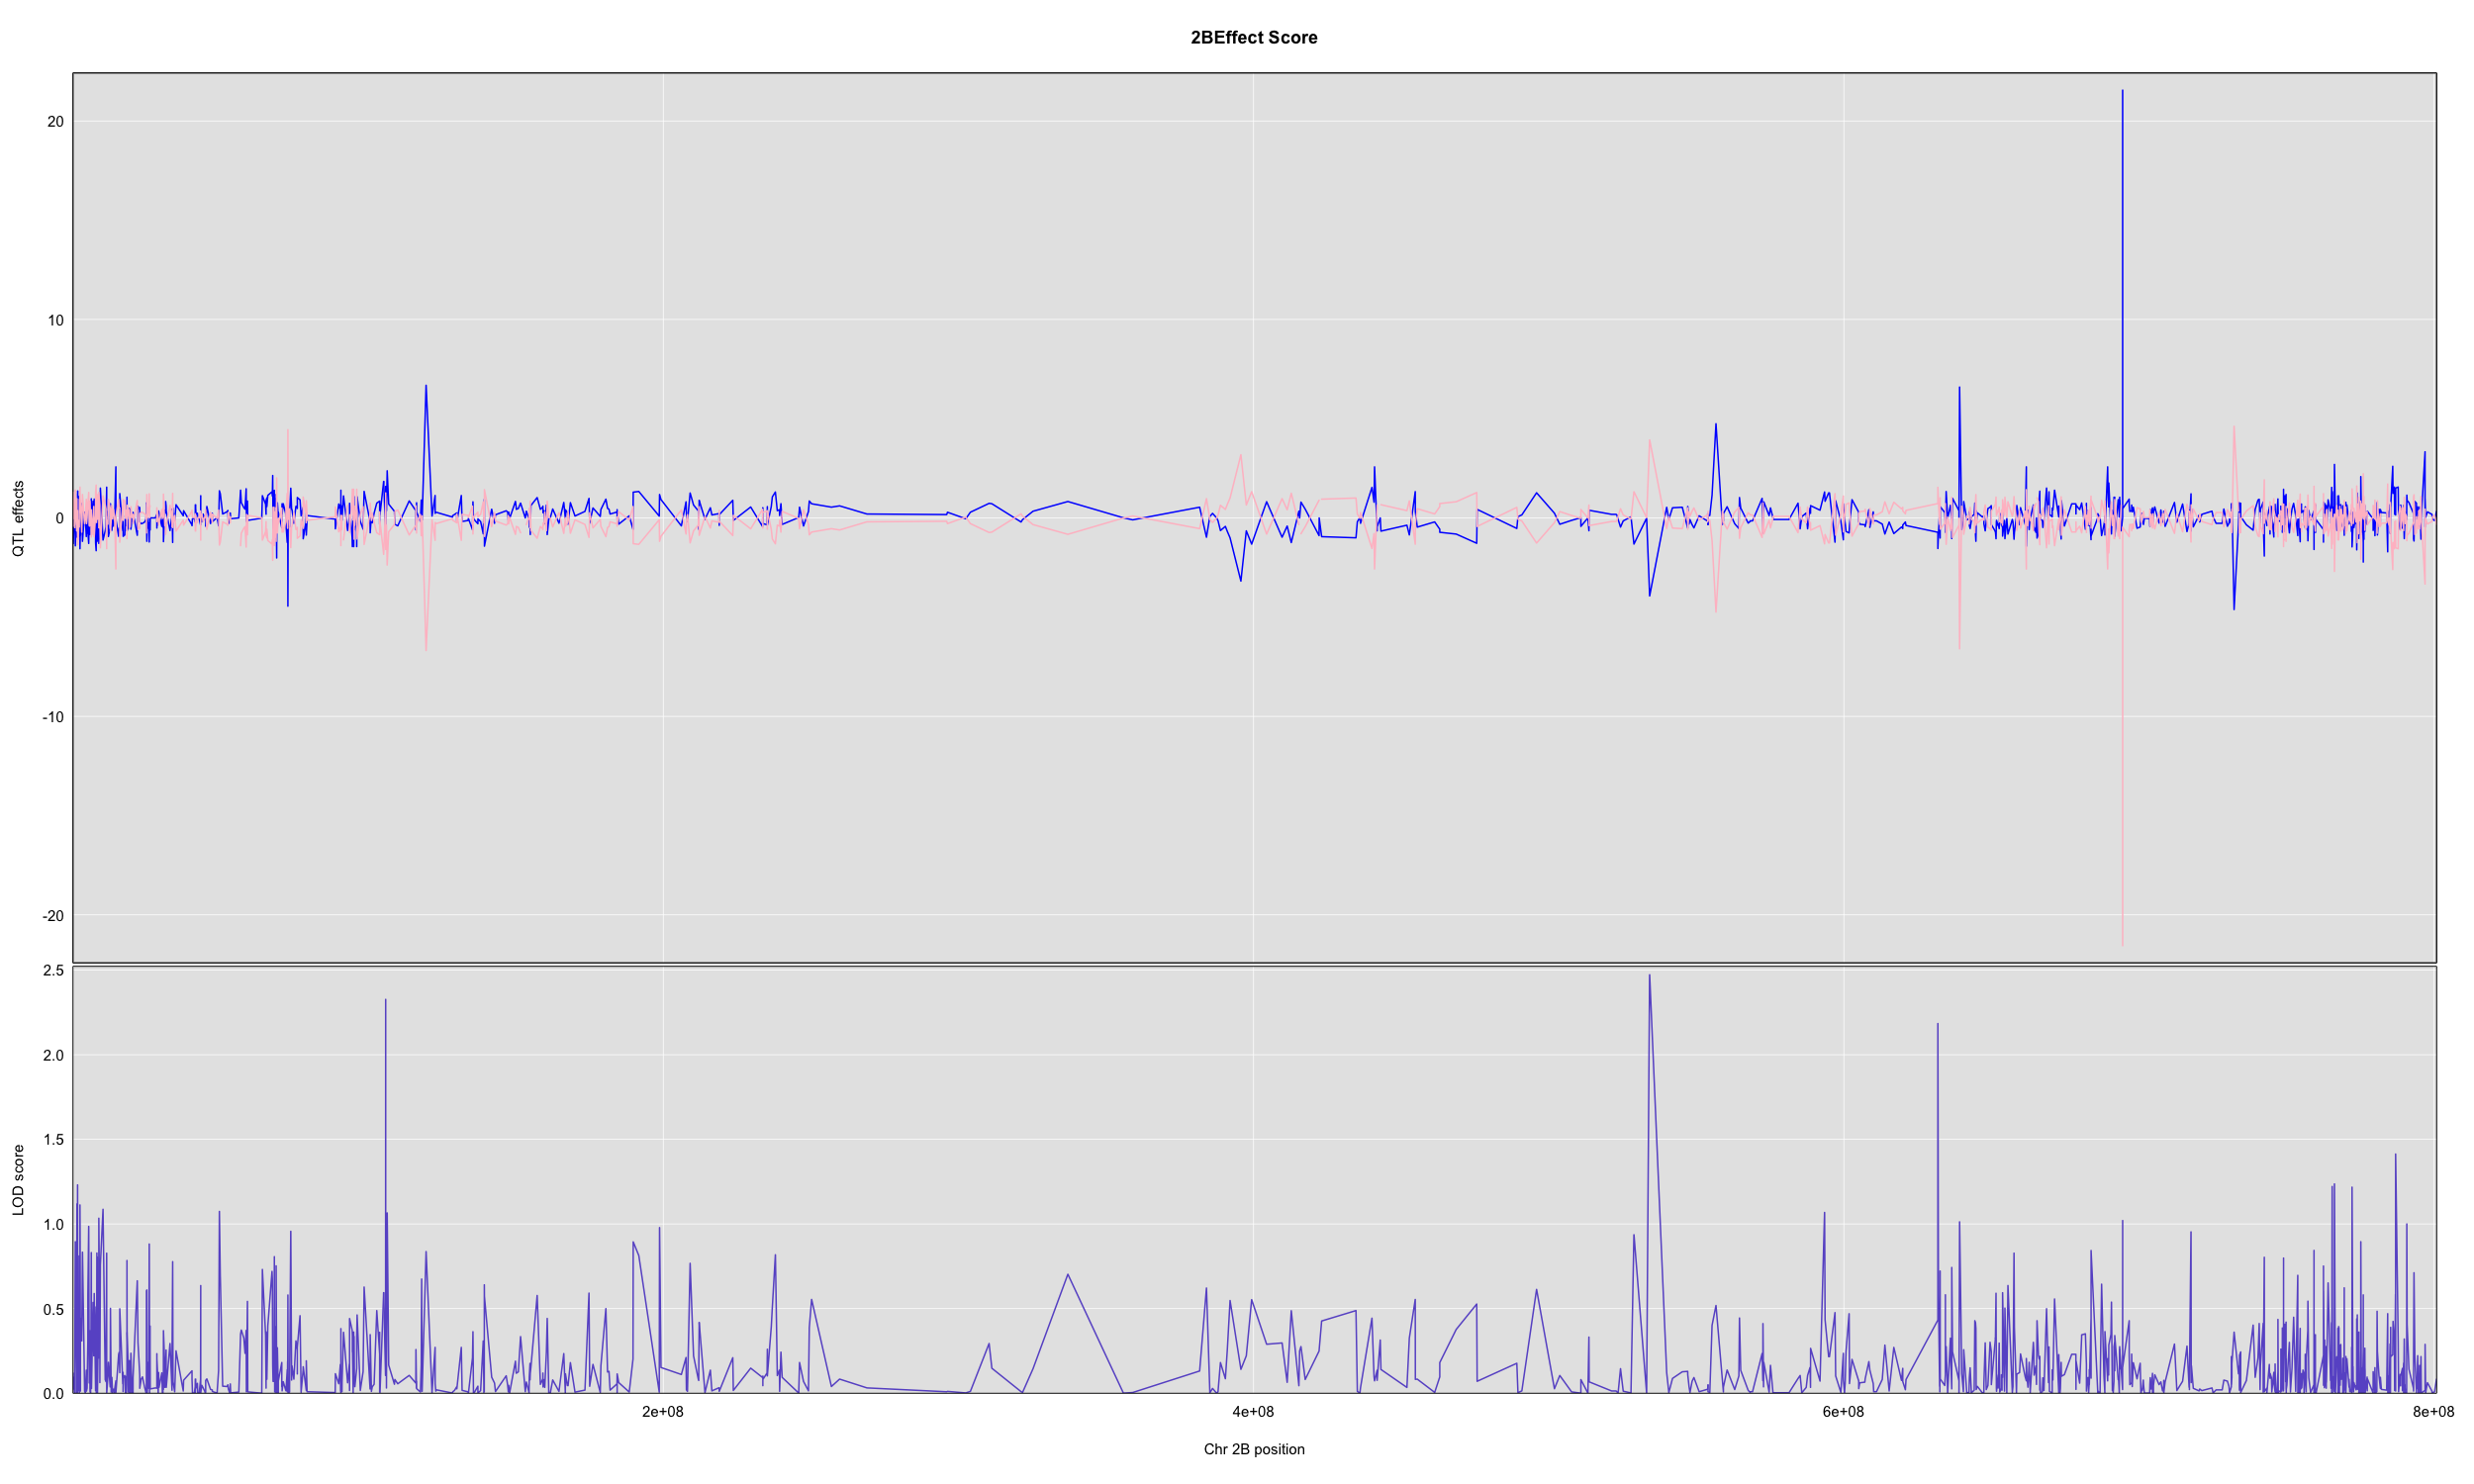 2BEffect Score
QTL effects
20
10
0
-10
-20
LOD score
2.5
2.0
1.5
1.0
0.5
0.0
2e+08
4e+08
6e+08
8e+08
Chr 2B position